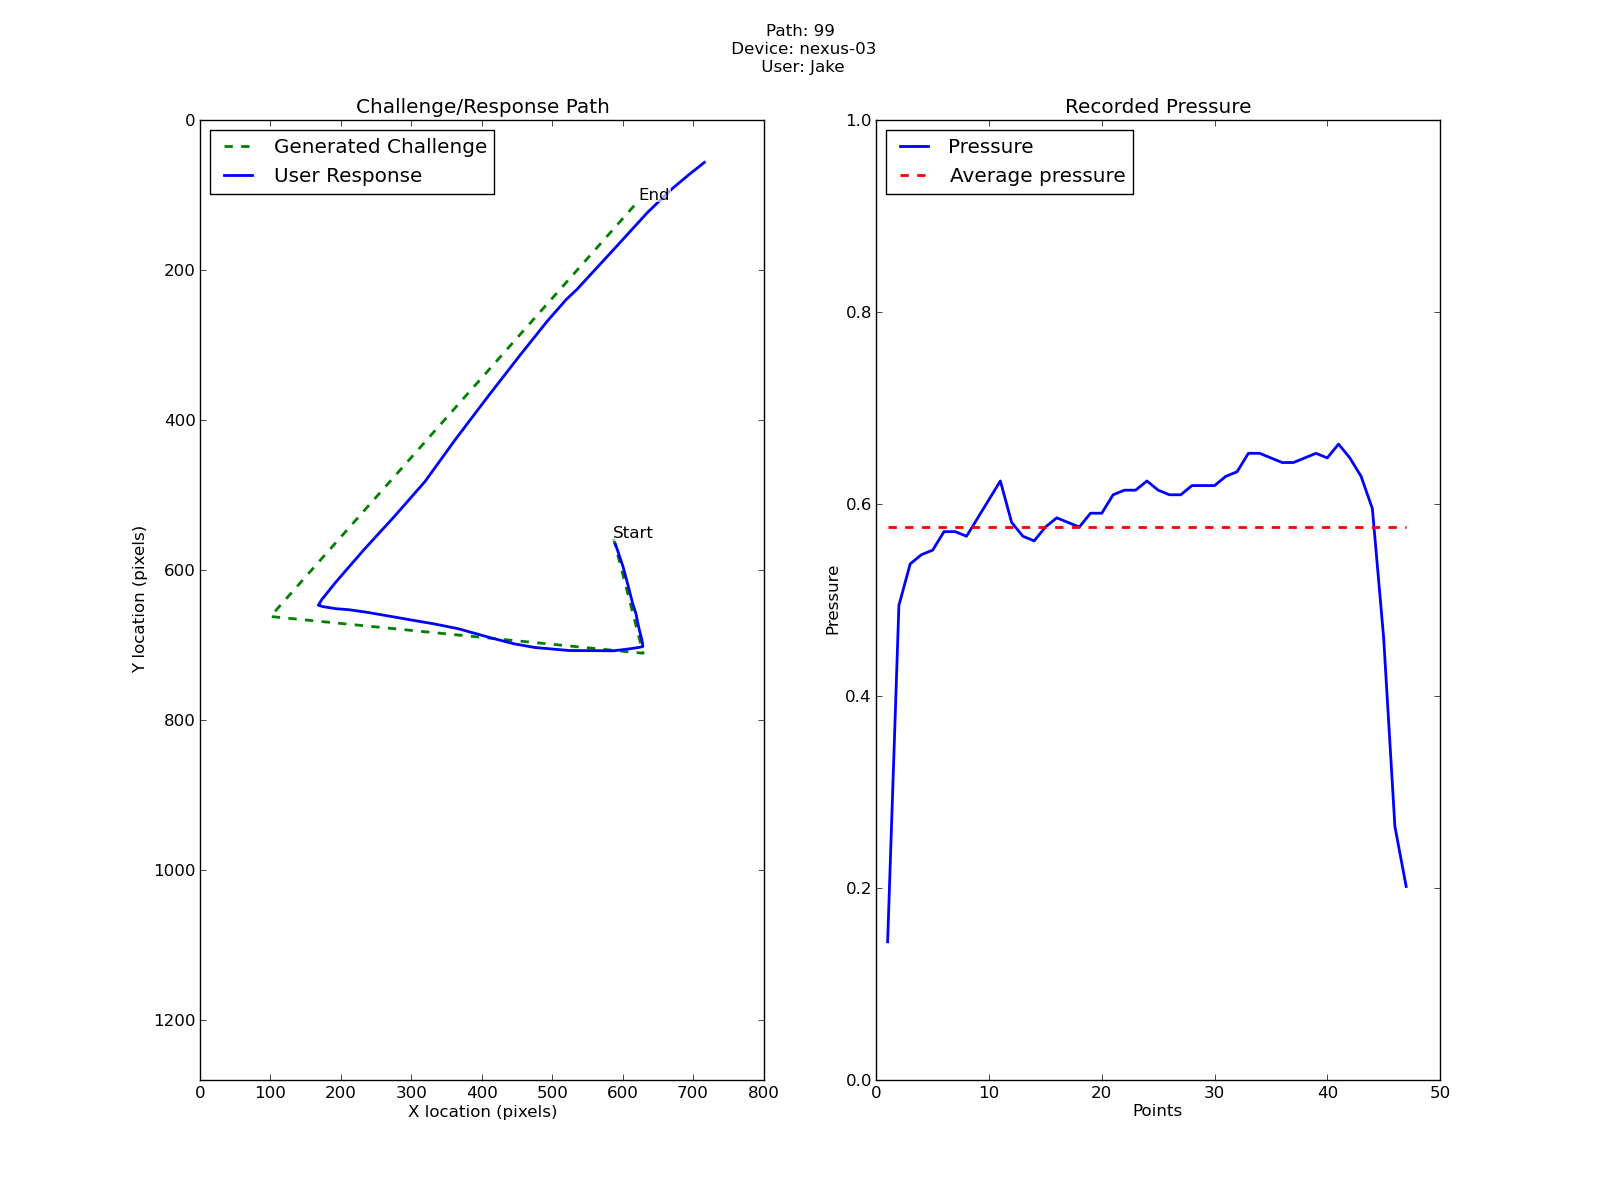 Path: 99
Device: nexus-03
User: Jake
Challenge/Response Path
Generated Challenge
User Response
End
Start
0
200
400
600
800
1000
1200
Y location (pixels)
0 100 200 300 400 500 600 700 800
X location (pixels)
Recorded Pressure
Pressure
Average pressure
1.0
0.8
0.6
0.4
0.2
0.0
Pressure
0 10 20 30 40 50
Points